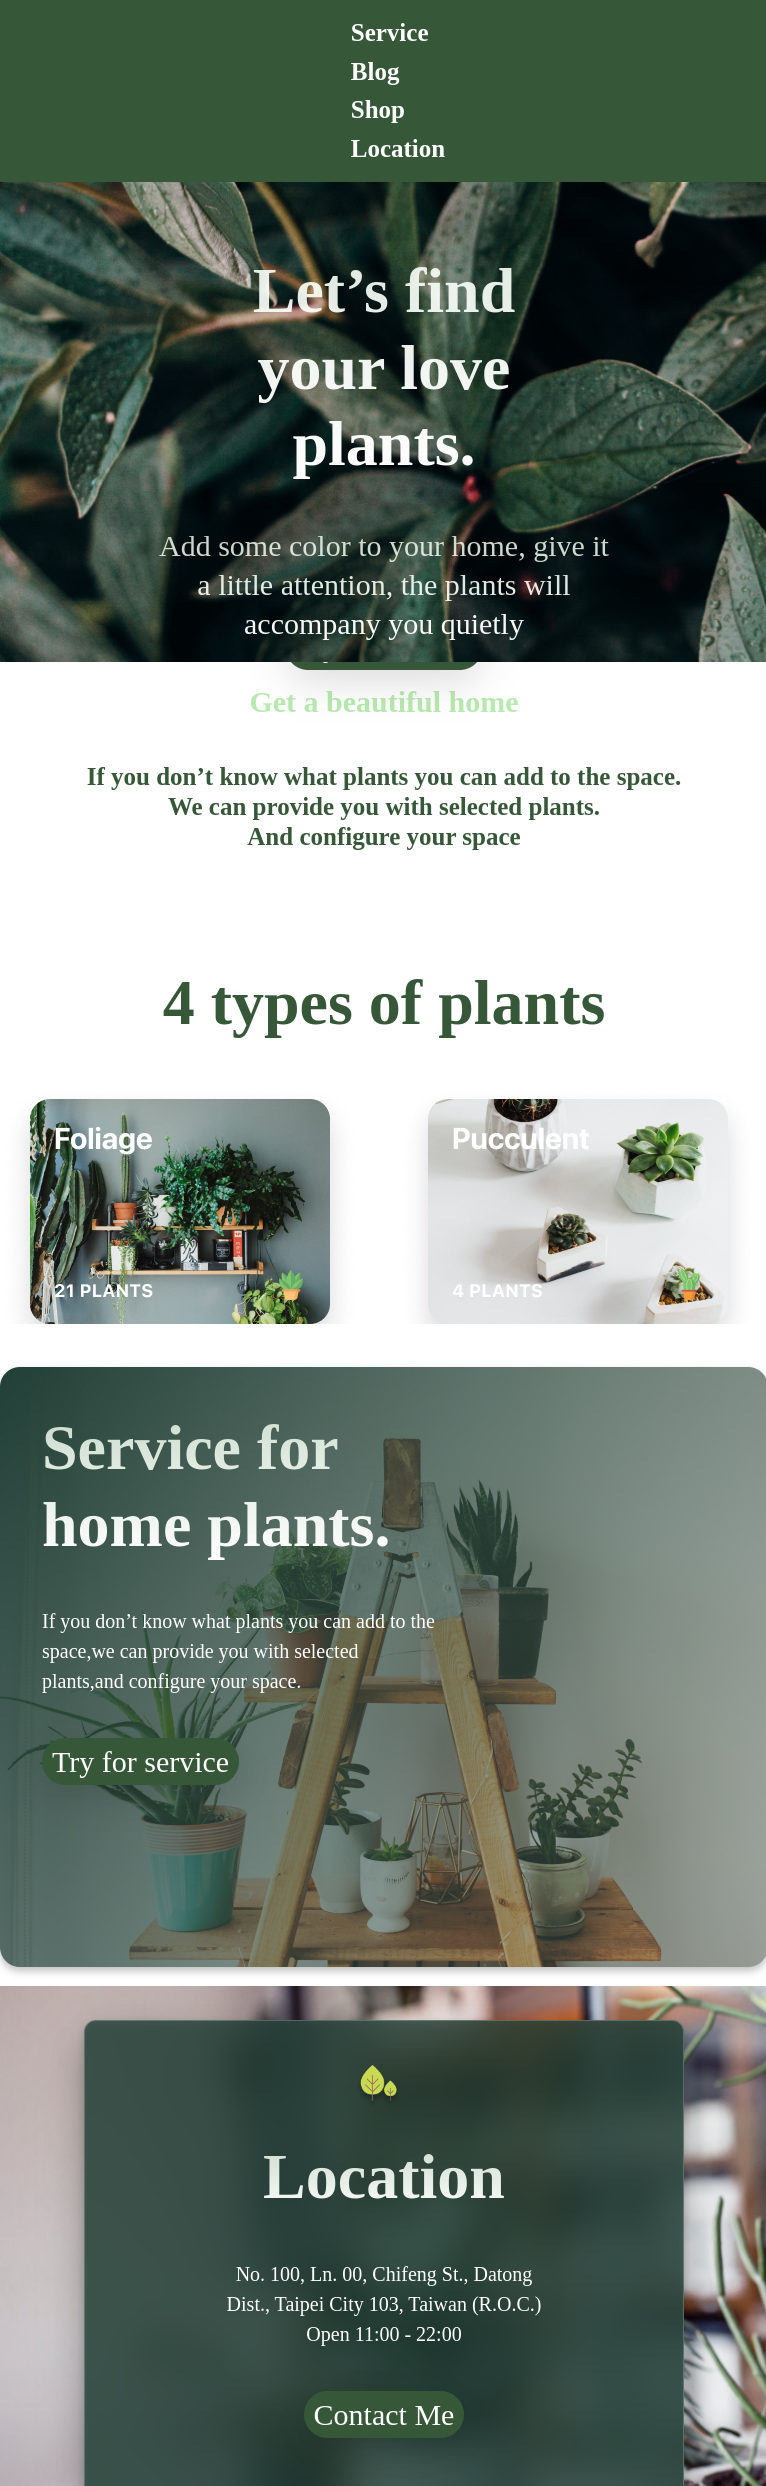 Service
Blog
Shop
Location
Let’s find
your love
plants.
Add some color to your home, give it
a little attention, the plants will
accompany you quietly
Get a beautiful home
If you don’t know what plants you can add to the space.
We can provide you with selected plants.
And configure your space
4 types of plants
Foliage
Pucculent
21 PLANTS
4 PLANTS
Service for
home plants.
If you don’t know what plants you can add to the
space,we can provide you with selected
plants,and configure your space.
Try for service
Location
No. 100, Ln. 00, Chifeng St., Datong
Dist., Taipei City 103, Taiwan (R.O.C.)
Open 11:00 - 22:00
Contact Me